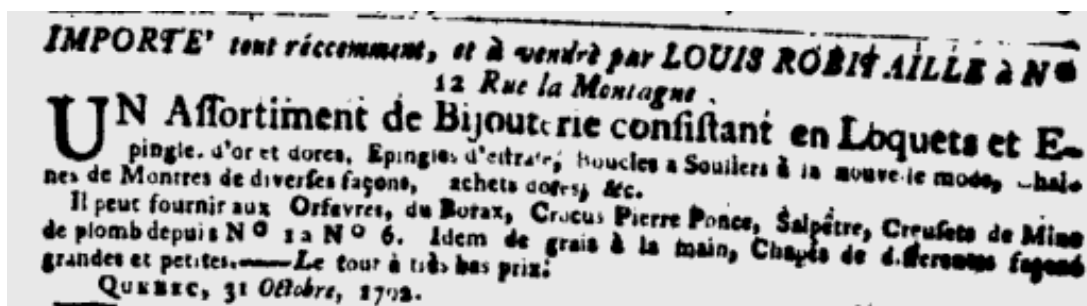 IMPORTE' tout réccemment, et à vendrè par LOUIS ROBITAILLE à Nº
12 Rue la Montagne.
UN Assortiment de Bijouterie consistant en Loquets et E-
pingle. d'or et dores, Epingles d'estrate; Boucles a Souliers à la nouvele mode, Chai-
nes de Montres de diverses façons, achets dorés, &c.
Il peut fournir aux Orfevres, du Borax, Crocus Pierre Ponce, Salpêtre, Creusets de Mine
de plomb depuis Nº 1 a Nº 6. Idem de grais à la main, Chapés de differentes façons
grandes et petites.——Le tout à très bas prix:
QUEBEC, 31 Octobre, 1792.